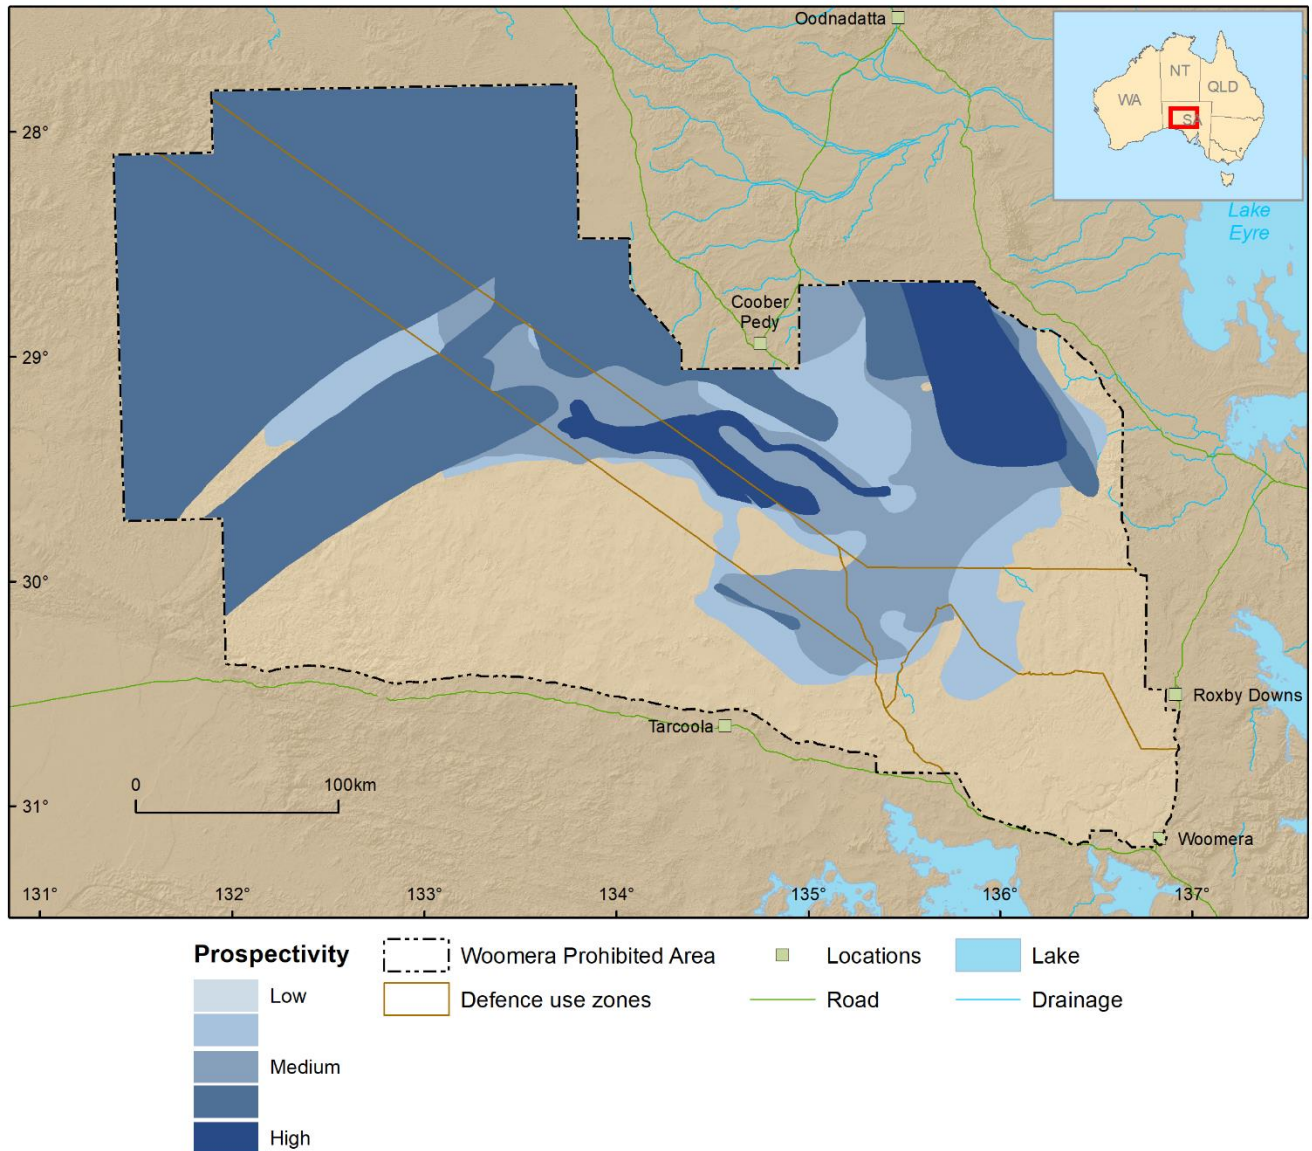 Oodnadatta
NT
WA
QLD
SA
28°
Lake
Eyre
Coober
Pedy
29°
30°
Roxby Downs
Tarcoola
0 100km
31°
Woomera
131° 132° 133° 134° 135° 136° 137°
Prospectivity
Low
Medium
High
Woomera Prohibited Area
Defence use zones
Locations
Road
Lake
Drainage